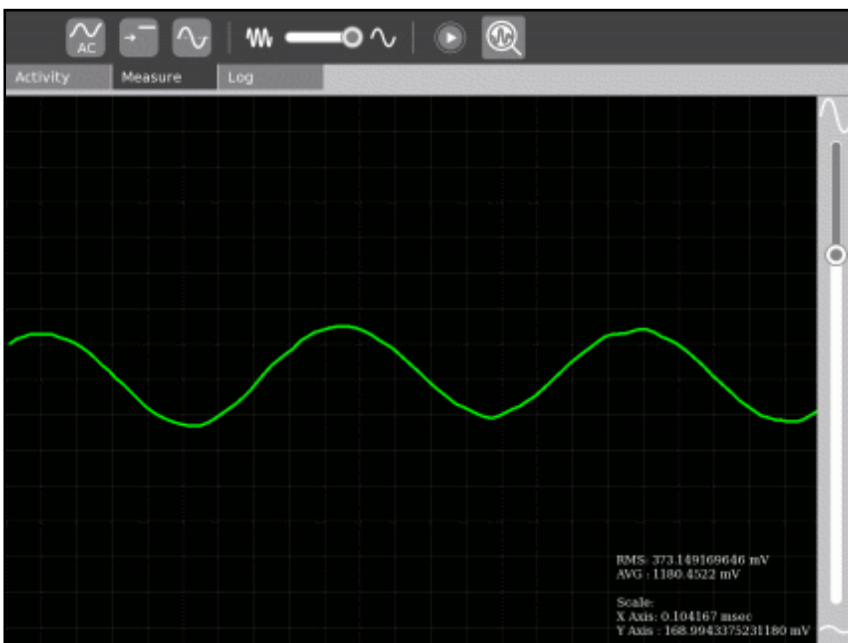 AC
Activity
Measure
Log
RMS: 373.149169646 mV
AVG : 1180.4522 mV
Scale:
X Axis: 0.104167 msec
Y Axis : 168.9943375231180 mV